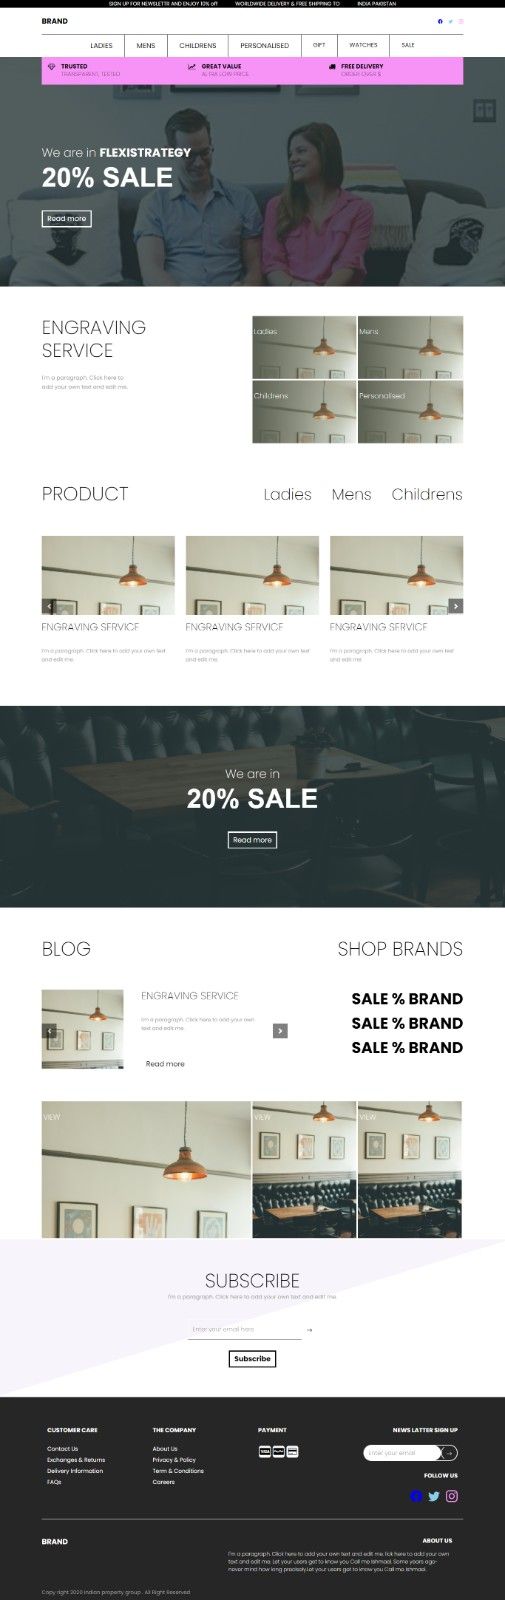 SIGN UP FOR NEWSLETTR AND ENJOY 10% off WORLDWIDE DELIVERY & FREE SHIPPING TO INDIA PAKISTAN
BRAND
LADIES MENS CHILDRENS PERSONALISED GIFT WATCHES SALE
TRUSTED
TRANSPARENT, TESTED
GREAT VALUE
ALTRA LOW PRICE
FREE DELIVERY
ORDER OVER $
We are in FLEXISTRATEGY
20% SALE
Read more
ENGRAVING
SERVICE
I'm a paragraph. Click here to
add your own text and edit me.
Ladies
Mens
Childrens
Personalised
PRODUCT
Ladies Mens Childrens
ENGRAVING SERVICE
I'm a paragraph. Click here to add your own text
and edit me.
ENGRAVING SERVICE
I'm a paragraph. Click here to add your own text
and edit me.
ENGRAVING SERVICE
I'm a paragraph. Click here to add your own text
and edit me.
We are in
20% SALE
Read more
BLOG
ENGRAVING SERVICE
I'm a paragraph. Click here to add your own
text and edit me.
Read more
SHOP BRANDS
SALE % BRAND
SALE % BRAND
SALE % BRAND
VIEW
VIEW
VIEW
SUBSCRIBE
I'm a paragraph. Click here to add your own text and edit me.
Enter your email here
Subscribe
CUSTOMER CARE
Contact Us
Exchanges & Returns
Delivery Information
FAQs
THE COMPANY
About Us
Privacy & Policy
Term & Conditions
Careers
PAYMENT
VISA
NEWS LATTER SIGN UP
Enter your email
FOLLOW US
BRAND
ABOUT US
I'm a paragraph. Click here to add your own text and edit me. lick here to add your own
text and edit me. Let your users get to know you Call me Ishmael. Some years ago-
never mind how long precisely.Let your users get to know you Call me Ishmael.
Copy right 2020 indian property group . All Right Reserved